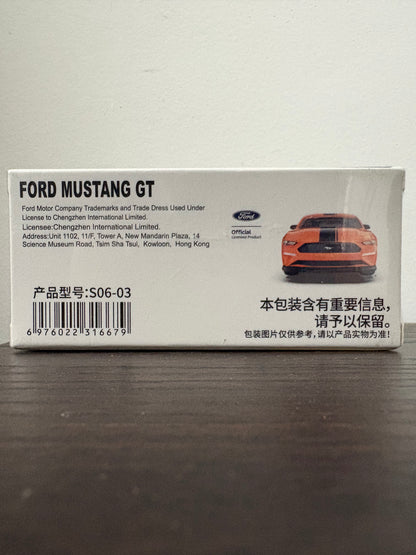 FORD MUSTANG GT
Ford Motor Company Trademarks and Trade Dress Used Under
License to Chengzhen International Limited.
Licensee:Chengzhen International Limited.
Address:Unit 1102, 11/F, Tower A, New Mandarin Plaza, 14
Science Museum Road, Tsim Sha Tsui, Kowloon, Hong Kong
Ford
Official
Licensed Product
产品型号:S06-03
6 976022 316679
本包装含有重要信息,
请予以保留。
包装图片仅供参考,请以产品实物为准!